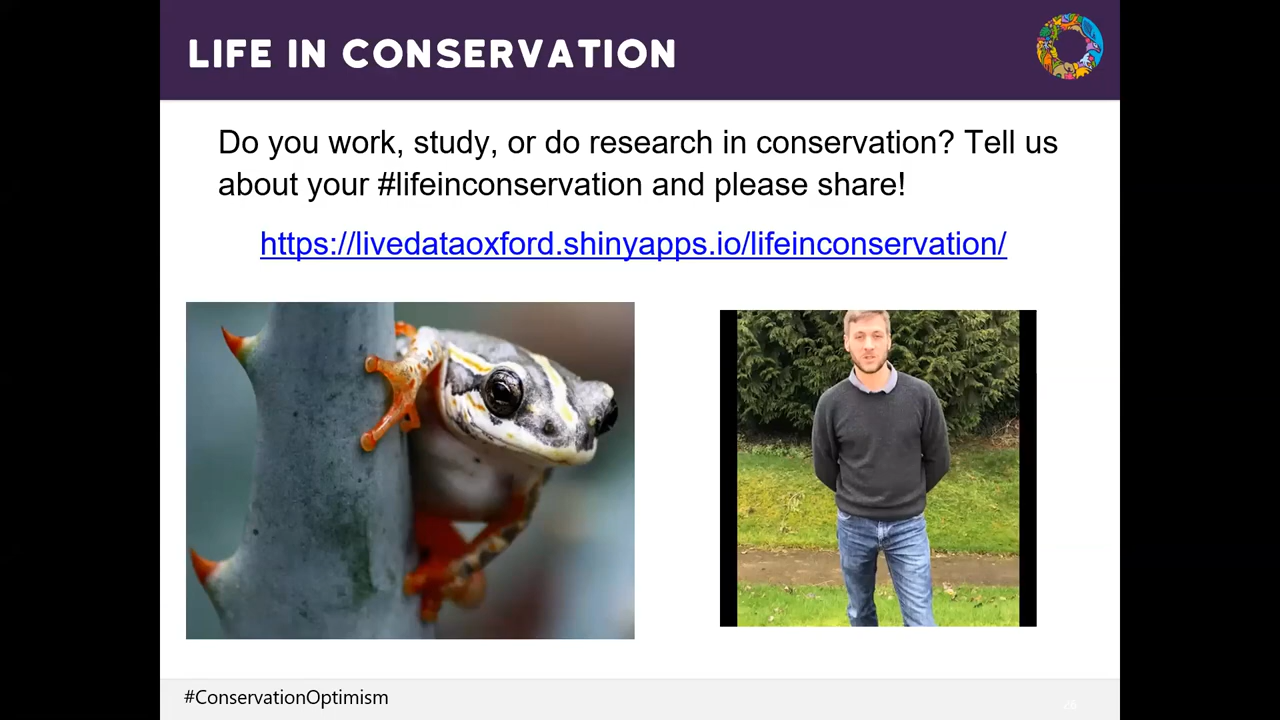 LIFE IN CONSERVATION
Do you work, study, or do research in conservation? Tell us
about your #lifeinconservation and please share!
https://livedataoxford.shinyapps.io/lifeinconservation/
#ConservationOptimism
26